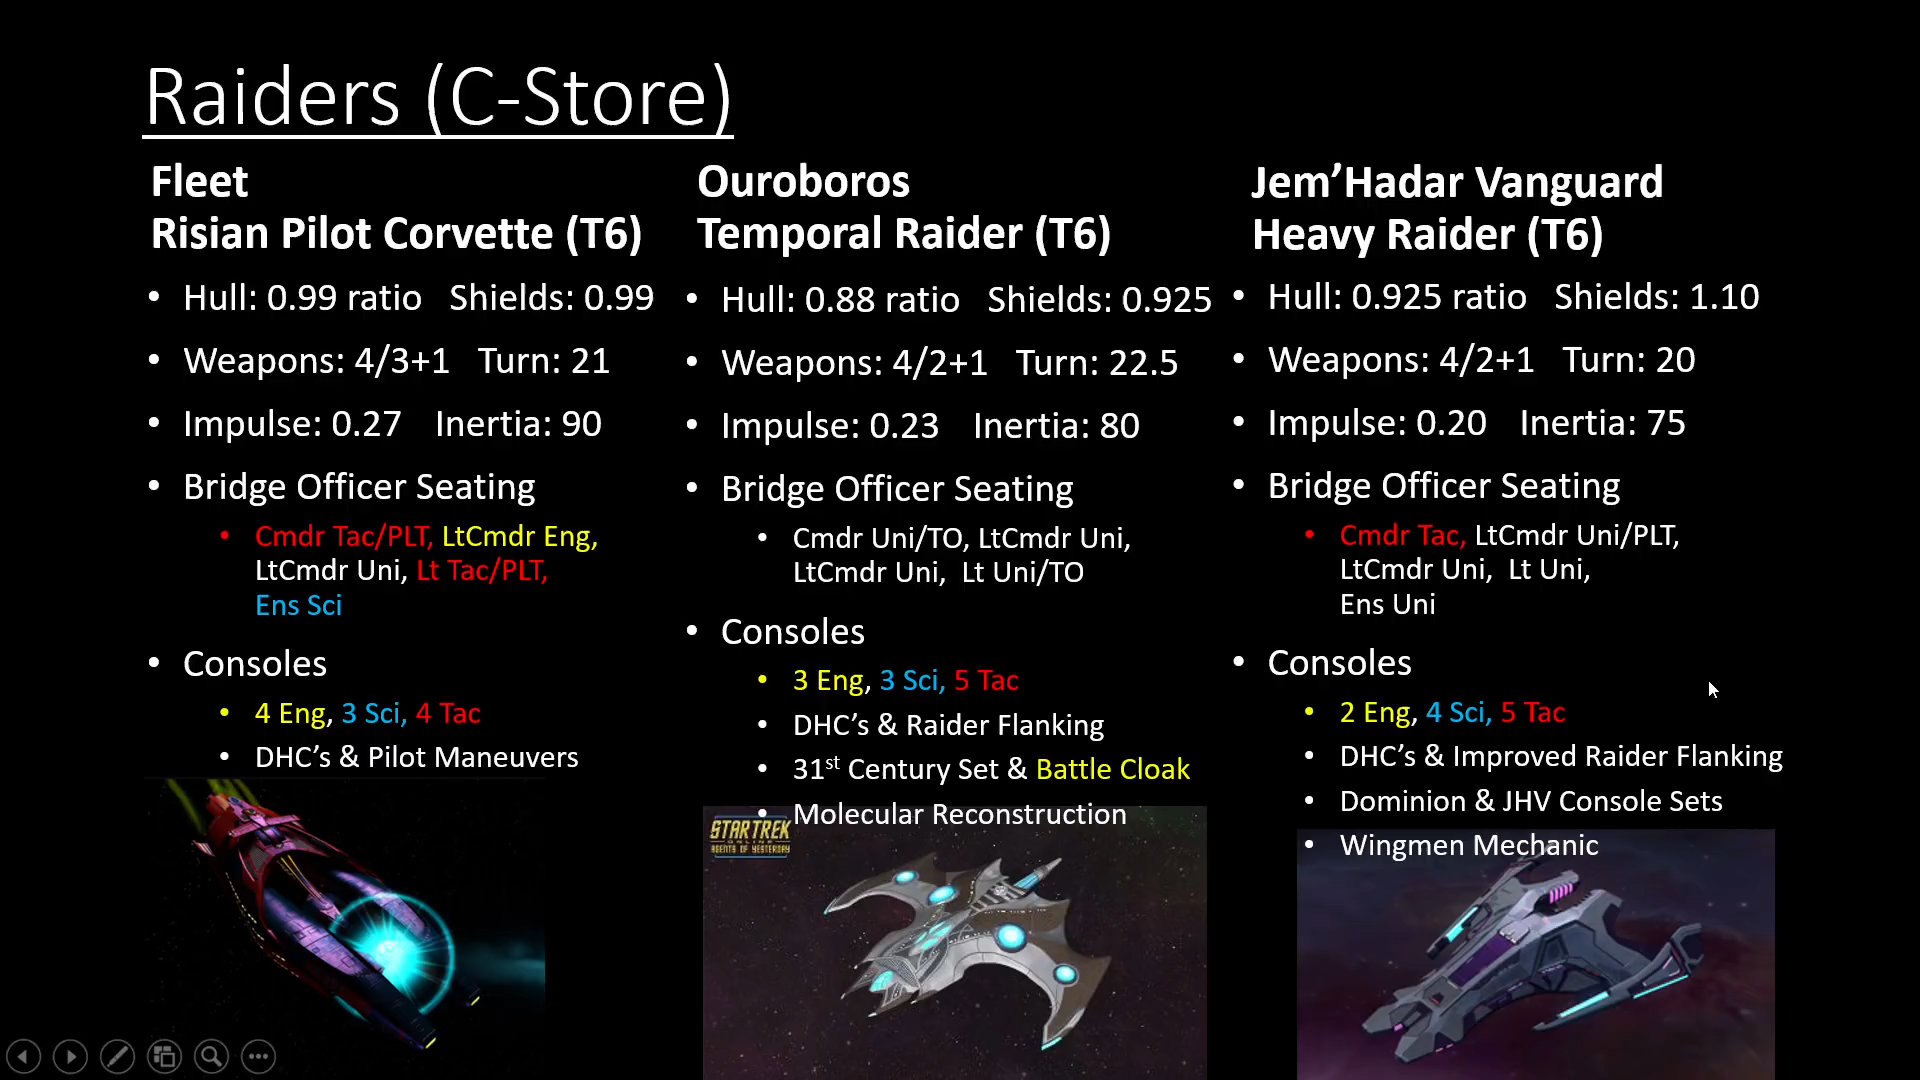 Raiders (C-Store)
Fleet
Risian Pilot Corvette (T6)
• Hull: 0.99 ratio Shields: 0.99
• Weapons: 4/3+1 Turn: 21
• Impulse: 0.27 Inertia: 90
• Bridge Officer Seating
• Cmdr Tac/PLT, LtCmdr Eng,
LtCmdr Uni, Lt Tac/PLT,
Ens Sci
• Consoles
• 4 Eng, 3 Sci, 4 Tac
• DHC's & Pilot Maneuvers
Ouroboros
Temporal Raider (T6)
• Hull: 0.88 ratio Shields: 0.925
• Weapons: 4/2+1 Turn: 22.5
• Impulse: 0.23 Inertia: 80
• Bridge Officer Seating
• Cmdr Uni/TO, LtCmdr Uni,
LtCmdr Uni, Lt Uni/TO
• Consoles
• 3 Eng, 3 Sci, 5 Tac
• DHC's & Raider Flanking
• 31st Century Set & Battle Cloak
• Molecular Reconstruction
STAR TREK
ONLINE
AGENTS OF YESTERDAY
Jem’Hadar Vanguard
Heavy Raider (T6)
• Hull: 0.925 ratio Shields: 1.10
• Weapons: 4/2+1 Turn: 20
• Impulse: 0.20 Inertia: 75
• Bridge Officer Seating
• Cmdr Tac, LtCmdr Uni/PLT,
LtCmdr Uni, Lt Uni,
Ens Uni
• Consoles
• 2 Eng, 4 Sci, 5 Tac
• DHC's & Improved Raider Flanking
• Dominion & JHV Console Sets
• Wingmen Mechanic